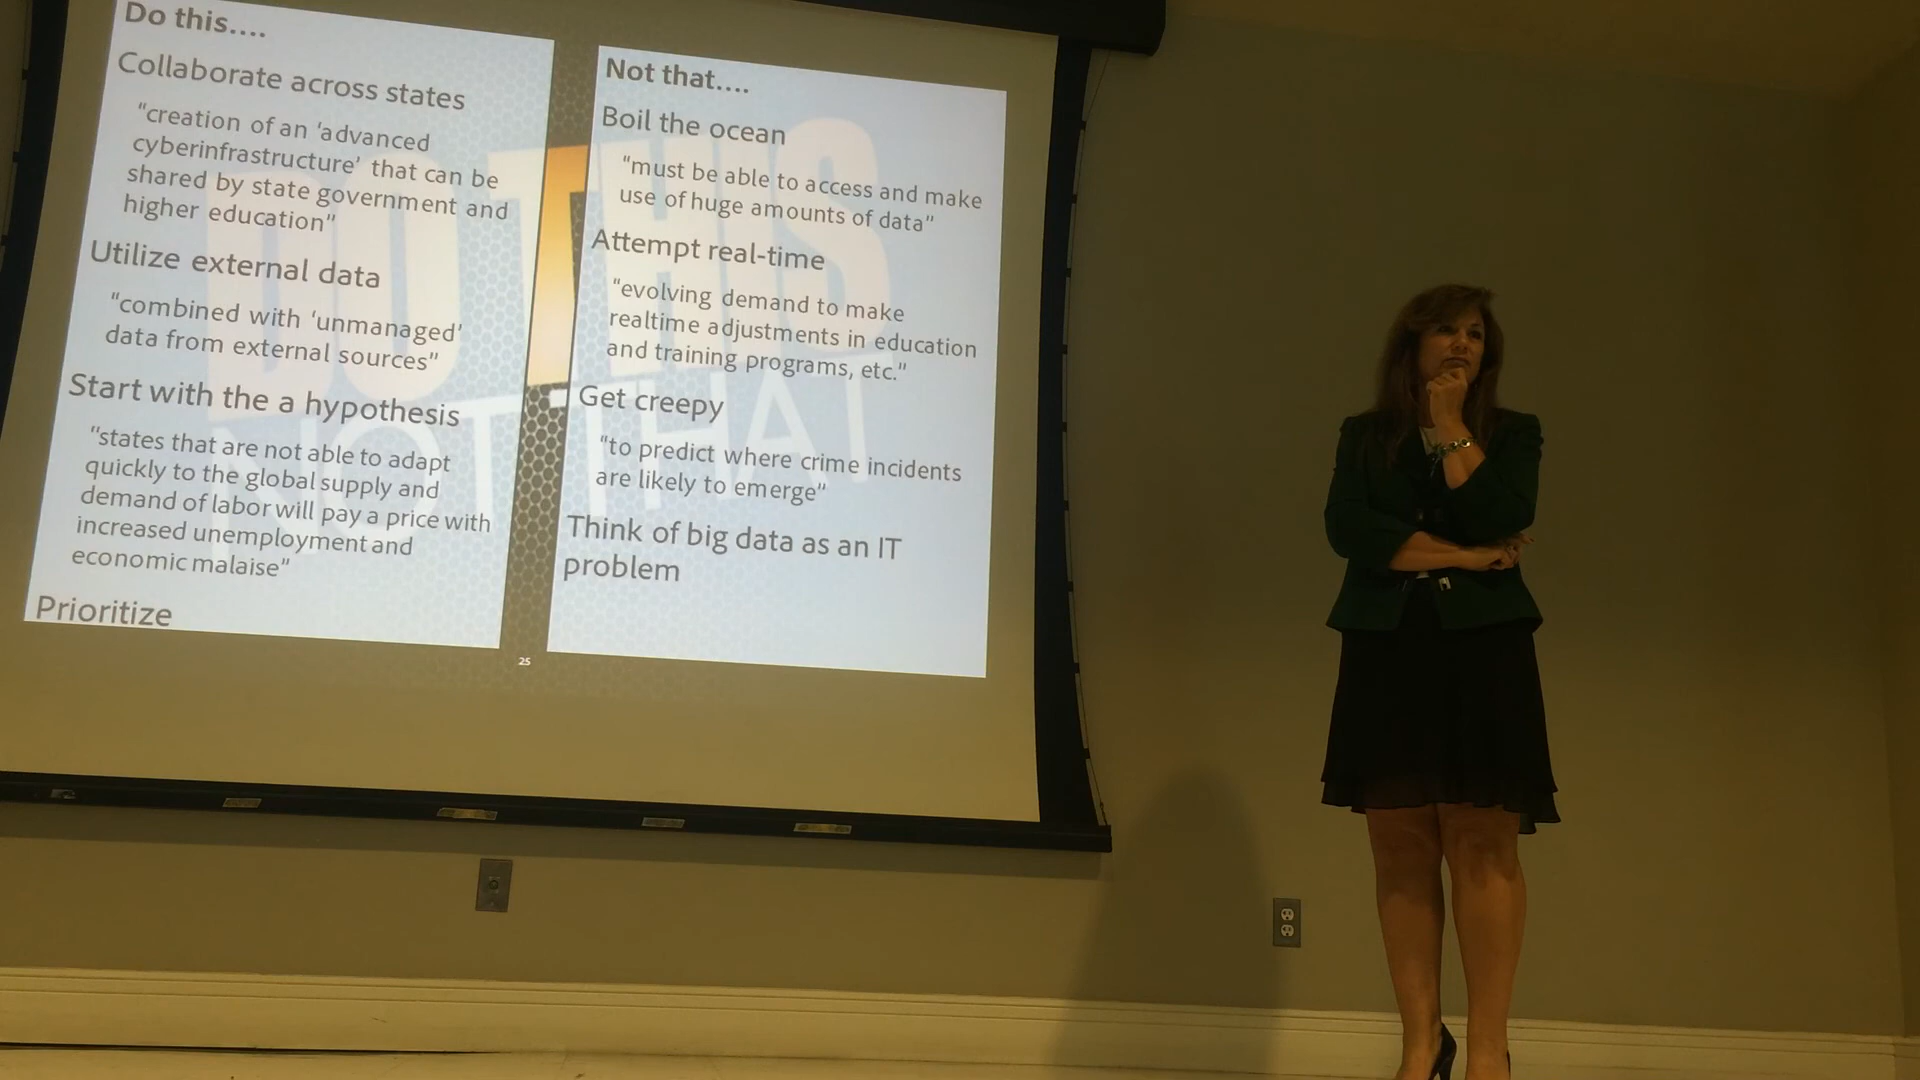 Do this....
Collaborate across states
"creation of an 'advanced
cyberinfrastructure' that can be
shared by state government and
higher education"
Utilize external data
"combined with 'unmanaged'
data from external sources"
Start with the a hypothesis
"states that are not able to adapt
quickly to the global supply and
demand of labor will pay a price with
increased unemployment and
economic malaise"
Prioritize
Not that....
Boil the ocean
"must be able to access and make
use of huge amounts of data"
Attempt real-time
"evolving demand to make
realtime adjustments in education
and training programs, etc."
Get creepy
"to predict where crime incidents
are likely to emerge"
Think of big data as an IT
problem
DO THIS
NOT THAT
25